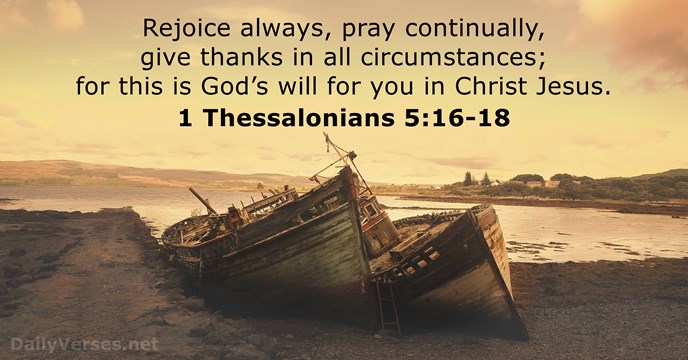 Rejoice always, pray continually,
give thanks in all circumstances;
for this is God’s will for you in Christ Jesus.
1 Thessalonians 5:16-18
DailyVerses.net